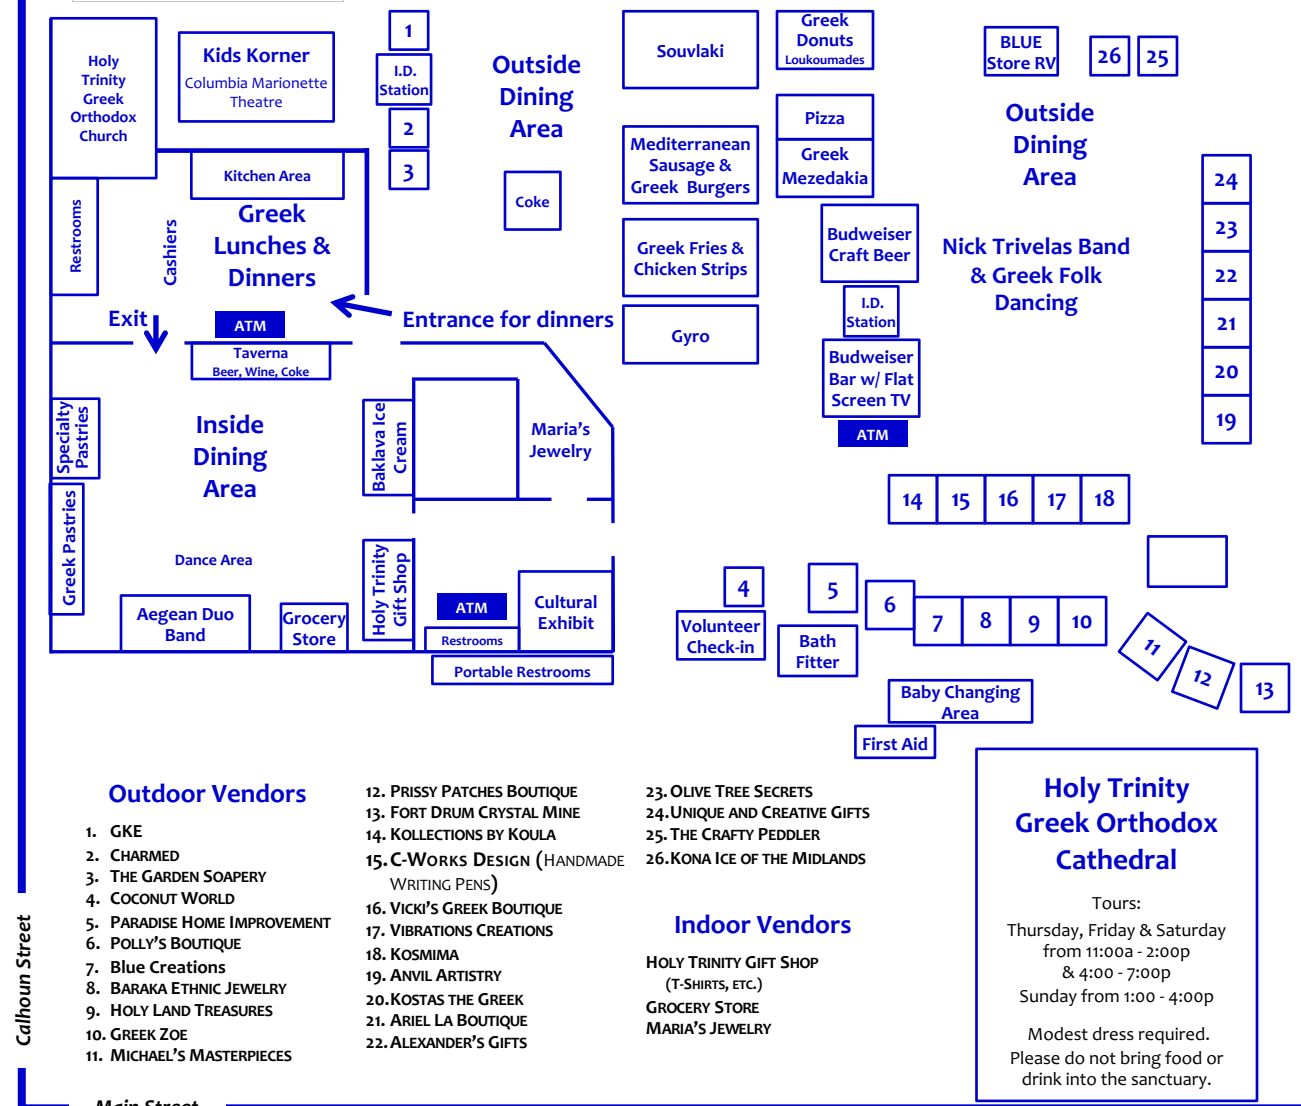 Holy
Trinity
Greek
Orthodox
Church
Kids Korner
Columbia Marionette
Theatre
1
I.D.
Station
2
3
Outside
Dining
Area
Coke
Souvlaki
Mediterranean
Sausage &
Greek Burgers
Greek Fries &
Chicken Strips
Gyro
Greek
Donuts
Loukoumades
Pizza
Greek
Mezedakia
Budweiser
Craft Beer
I.D.
Station
Budweiser
Bar w/ Flat
Screen TV
ATM
BLUE
Store RV
26
25
Outside
Dining
Area
Nick Trivelas Band
& Greek Folk
Dancing
24
23
22
21
20
19
Restrooms
Cashiers
Kitchen Area
Greek
Lunches &
Dinners
Exit
ATM
Entrance for dinners
Taverna
Beer, Wine, Coke
Specialty
Pastries
Greek Pastries
Inside
Dining
Area
Dance Area
Baklava Ice
Cream
Maria's
Jewelry
Holy Trinity
Gift Shop
Aegean Duo
Band
Grocery
Store
ATM
Restrooms
Cultural
Exhibit
Portable Restrooms
14
15
16
17
18
4
Volunteer
Check-in
5
Bath
Fitter
6
7
8
9
10
11
12
13
Baby Changing
Area
First Aid
Outdoor Vendors
1. GKE
2. CHARMED
3. THE GARDEN SOAPERY
4. COCONUT WORLD
5. PARADISE HOME IMPROVEMENT
6. POLLY'S BOUTIQUE
7. Blue Creations
8. BARAKA ETHNIC JEWELRY
9. HOLY LAND TREASURES
10. GREEK ZOE
11. MICHAEL'S MASTERPIECES
12. PRISSY PATCHES BOUTIQUE
13. FORT DRUM CRYSTAL MINE
14. KOLLECTIONS BY KOULA
15. C-WORKS DESIGN (HANDMADE
WRITING PENS)
16. VICKI'S GREEK BOUTIQUE
17. VIBRATIONS CREATIONS
18. KOSMIMA
19. ANVIL ARTISTRY
20. KOSTAS THE GREEK
21. ARIEL LA BOUTIQUE
22. ALEXANDER'S GIFTS
23. OLIVE TREE SECRETS
24. UNIQUE AND CREATIVE GIFTS
25. THE CRAFTY PEDDLER
26. KONA ICE OF THE MIDLANDS
Indoor Vendors
HOLY TRINITY GIFT SHOP
(T-SHIRTS, ETC.)
GROCERY STORE
MARIA'S JEWELRY
Holy Trinity
Greek Orthodox
Cathedral
Tours:
Thursday, Friday & Saturday
from 11:00a - 2:00p
& 4:00 - 7:00p
Sunday from 1:00 - 4:00p
Modest dress required.
Please do not bring food or
drink into the sanctuary.
Calhoun Street
Main Street